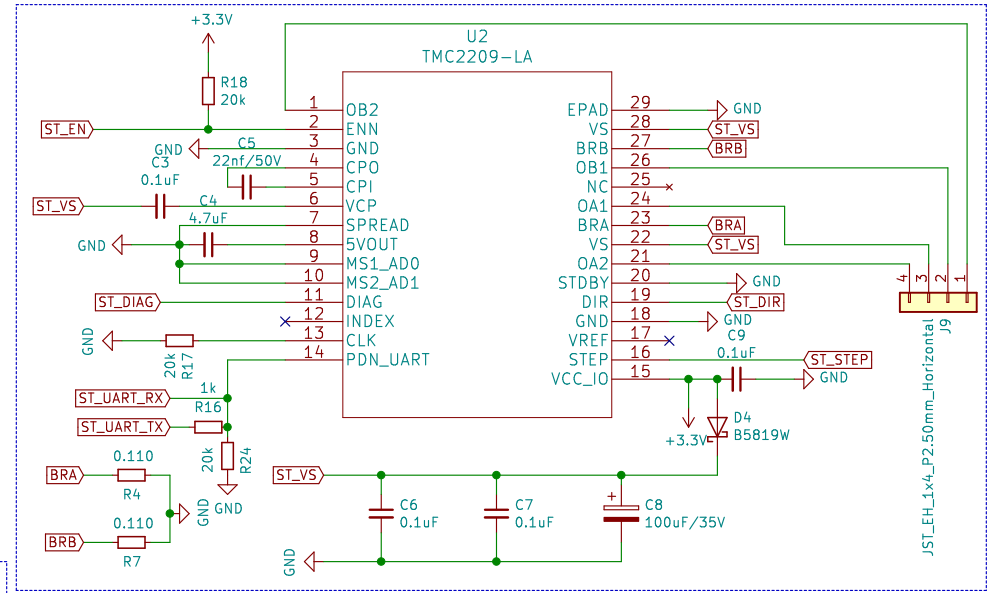 +3.3V
U2
TMC2209-LA
R18
20k
ST_EN
GND
C5
22nf/50V
C3
0.1uF
ST_VS
C4
4.7uF
GND
ST_DIAG
GND
20k
R17
1k
ST_UART_RX
R16
ST_UART_TX
20k
R24
GND
1 OB2
2 ENN
3 GND
4 CPO
5 CPI
6 VCP
7 SPREAD
8 5VOUT
9 MS1_AD0
10 MS2_AD1
11 DIAG
12 INDEX
13 CLK
14 PDN_UART
EPAD 29 GND
VS 28 ST_VS
BRB 27 BRB
OB1 26
NC 25
OA1 24
BRA 23 BRA
VS 22 ST_VS
OA2 21
STDBY 20 GND
DIR 19 ST_DIR
GND 18 GND
VREF 17
STEP 16 ST_STEP
VCC_IO 15
C9
0.1uF
GND
+3.3V
D4
B5819W
4 3 2 1
J9
JST_EH_1x4_P2.50mm_Horizontal
BRA
0.110
R4
GND
BRB
0.110
R7
ST_VS
C6
0.1uF
C7
0.1uF
+
C8
100uF/35V
GND